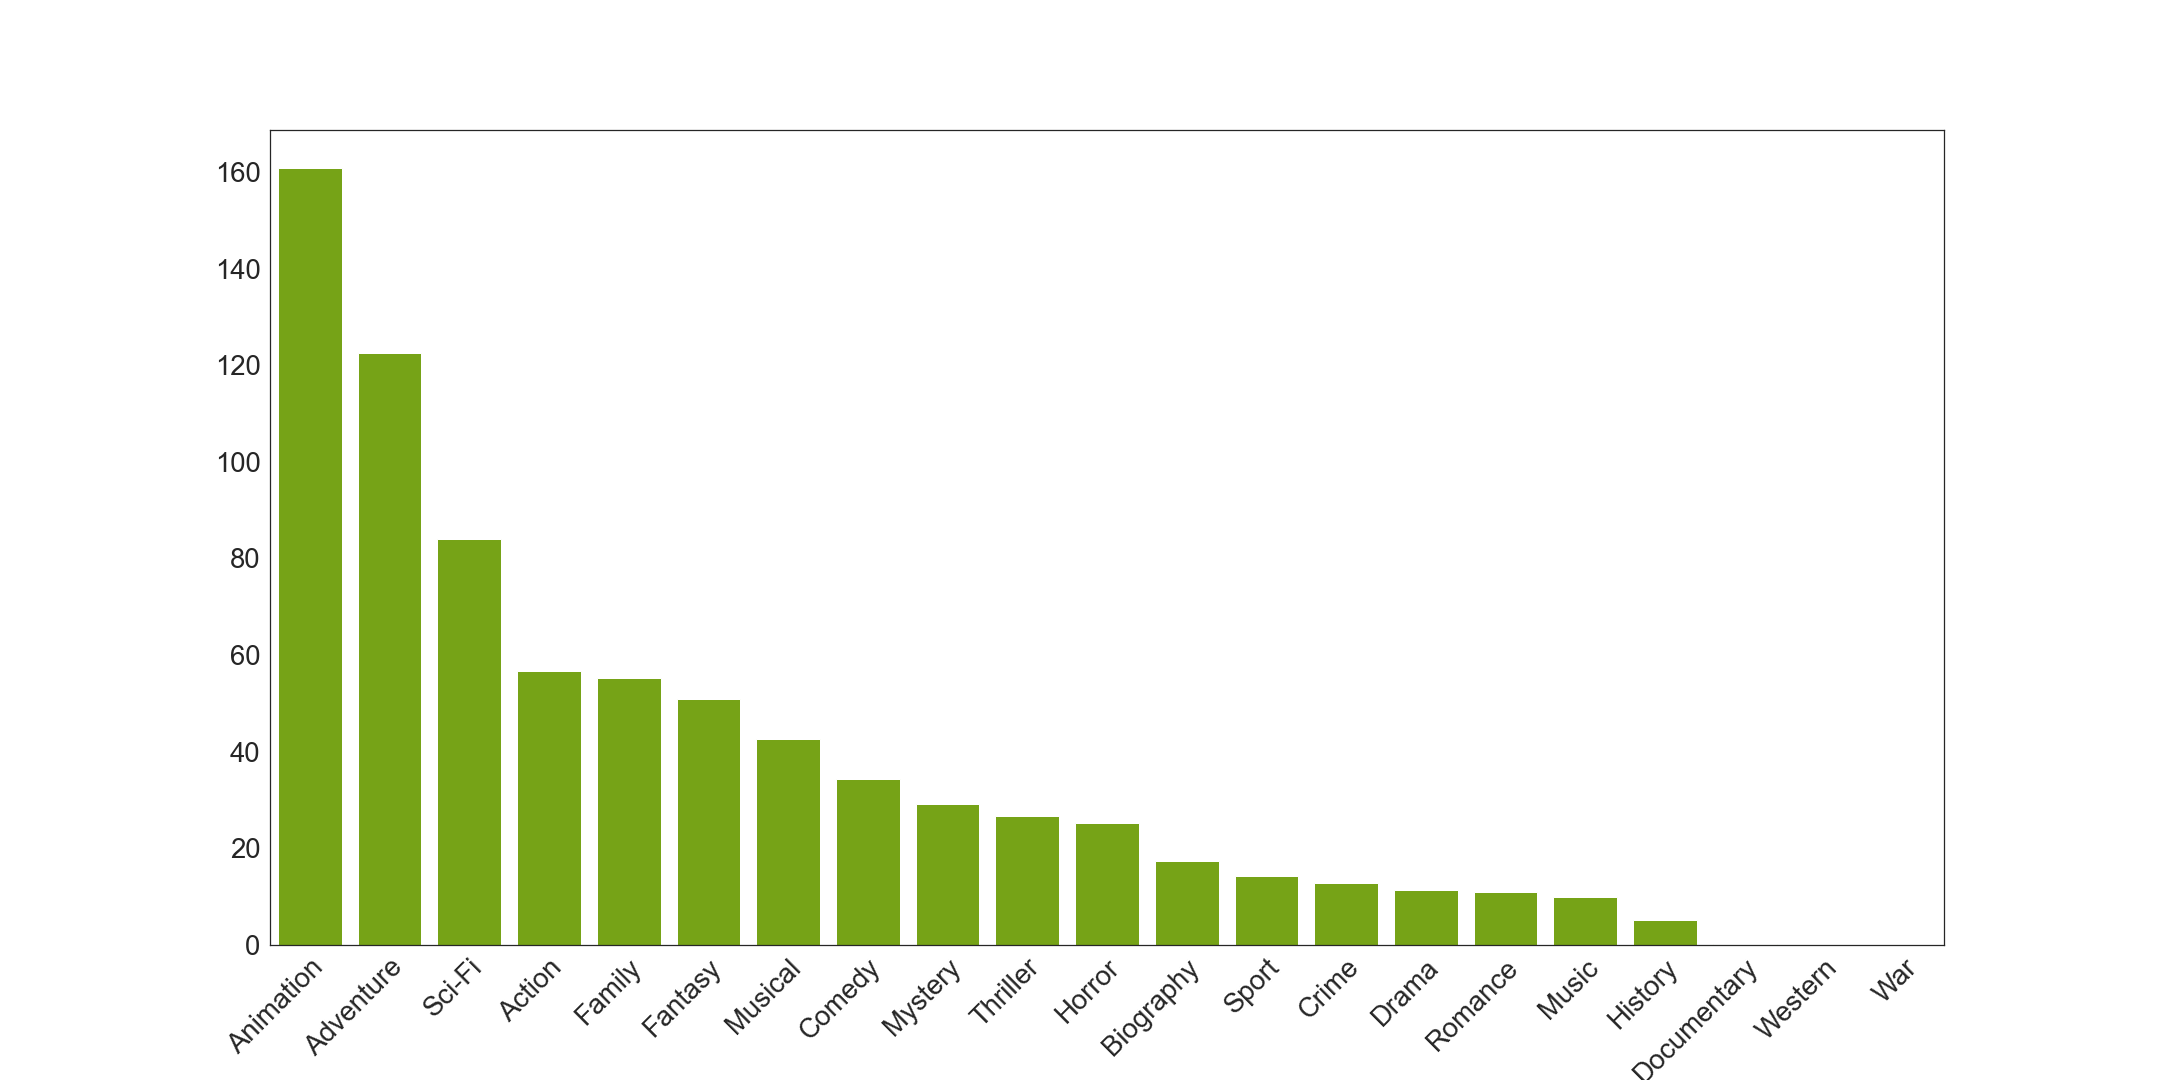 160
140
120
100
80
60
40
20
0
Animation
Adventure
Sci-Fi
Action
Family
Fantasy
Musical
Comedy
Mystery
Thriller
Horror
Biography
Sport
Crime
Drama
Romance
Music
History
Documentary
Western
War